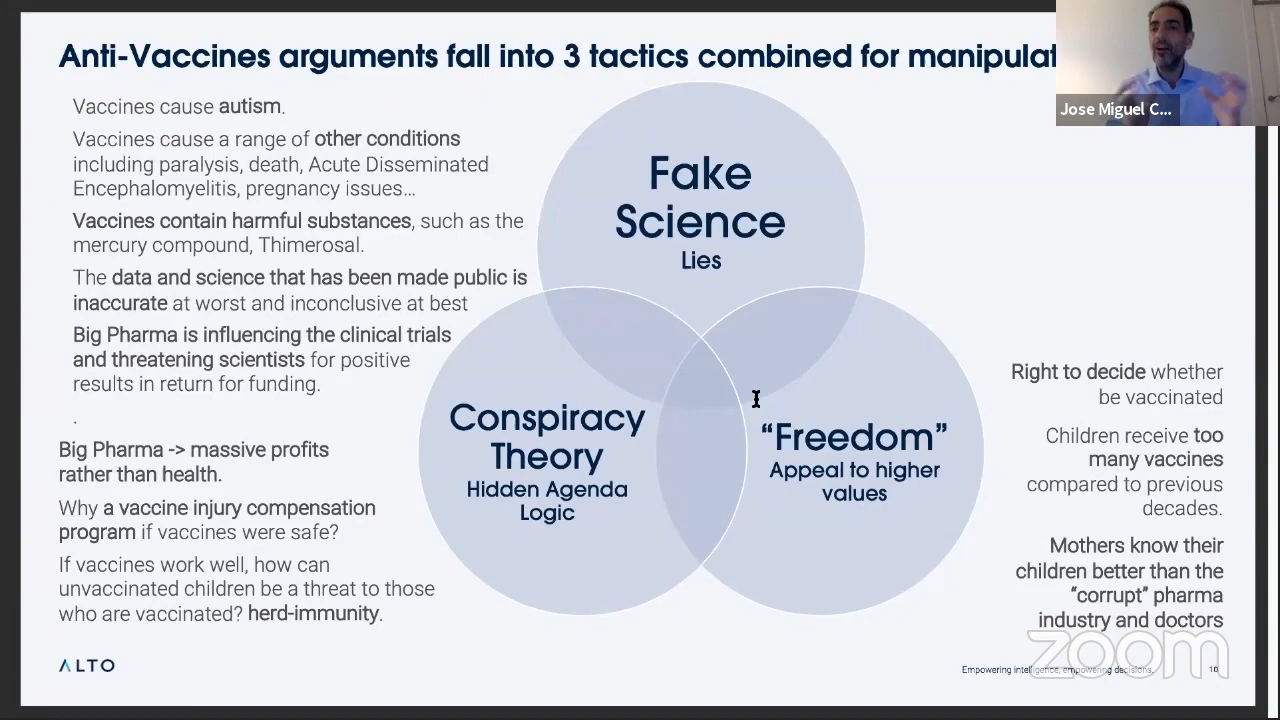 Anti-Vaccines arguments fall into 3 tactics combined for manipulat
Jose Miguel C...
Vaccines cause autism.
Vaccines cause a range of other conditions
including paralysis, death, Acute Disseminated
Encephalomyelitis, pregnancy issues...
Vaccines contain harmful substances, such as the
mercury compound, Thimerosal.
The data and science that has been made public is
inaccurate at worst and inconclusive at best
Big Pharma is influencing the clinical trials
and threatening scientists for positive
results in return for funding.
.
Big Pharma -> massive profits
rather than health.
Why a vaccine injury compensation
program if vaccines were safe?
If vaccines work well, how can
unvaccinated children be a threat to those
who are vaccinated? herd-immunity.
Fake
Science
Lies
Conspiracy
Theory
Hidden Agenda
Logic
“Freedom”
Appeal to higher
values
Right to decide whether
be vaccinated
Children receive too
many vaccines
compared to previous
decades.
Mothers know their
children better than the
“corrupt” pharma
industry and doctors
ALTO
Empowering intelligence, empowering decisions.
10
zoom